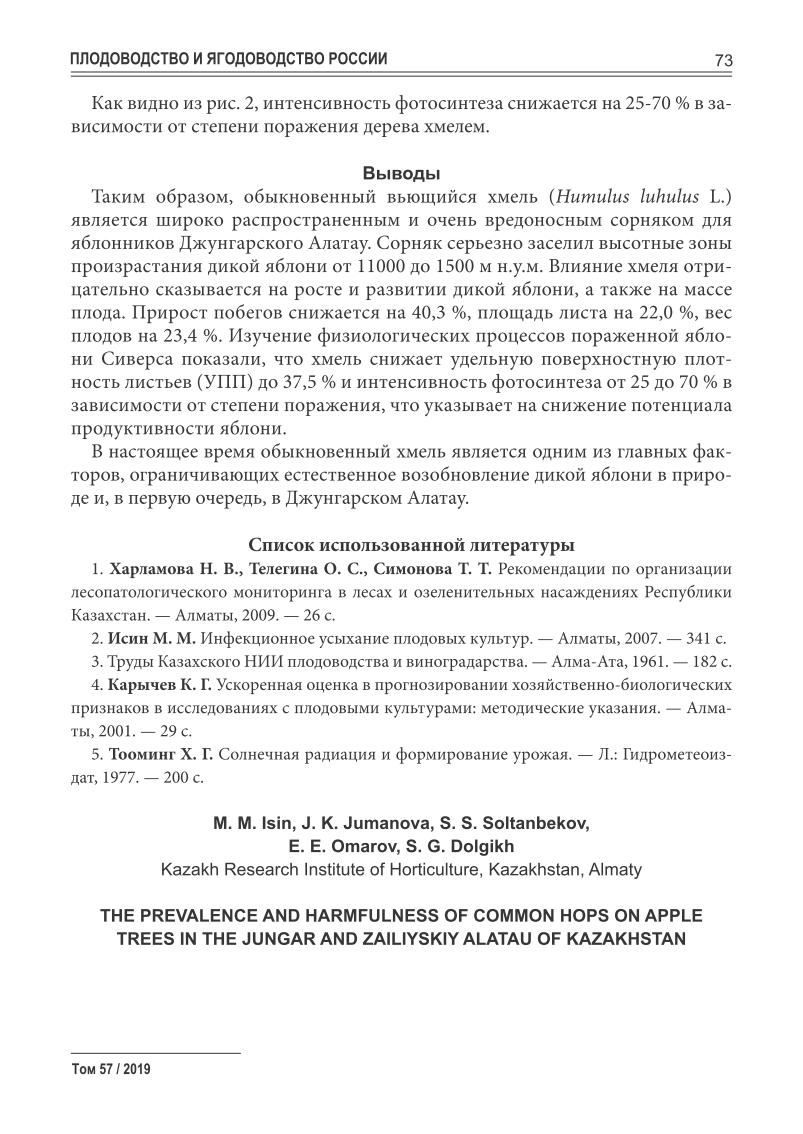 ПЛОДОВОДСТВО И ЯГОДОВОДСТВО РОССИИ 73
Как видно из рис. 2, интенсивность фотосинтеза снижается на 25-70 % в за-
висимости от степени поражения дерева хмелем.
Выводы
Таким образом, обыкновенный вьющийся хмель (Humulus luhulus L.)
является широко распространенным и очень вредоносным сорняком для
яблонников Джунгарского Алатау. Сорняк серьезно заселил высотные зоны
произрастания дикой яблони от 11000 до 1500 м н.у.м. Влияние хмеля отри-
цательно сказывается на росте и развитии дикой яблони, а также на массе
плода. Прирост побегов снижается на 40,3 %, площадь листа на 22,0 %, вес
плодов на 23,4 %. Изучение физиологических процессов пораженной ябло-
ни Сиверса показали, что хмель снижает удельную поверхностную плот-
ность листьев (УПП) до 37,5 % и интенсивность фотосинтеза от 25 до 70 % в
зависимости от степени поражения, что указывает на снижение потенциала
продуктивности яблони.
В настоящее время обыкновенный хмель является одним из главных фак-
торов, ограничивающих естественное возобновление дикой яблони в приро-
де и, в первую очередь, в Джунгарском Алатау.
Список использованной литературы
1. Харламова Н. В., Телегина О. С., Симонова Т. Т. Рекомендации по организации
лесопатологического мониторинга в лесах и озеленительных насаждениях Республики
Казахстан. — Алматы, 2009. — 26 с.
2. Исин М. М. Инфекционное усыхание плодовых культур. — Алматы, 2007. — 341 с.
3. Труды Казахского НИИ плодоводства и виноградарства. — Алма-Ата, 1961. — 182 с.
4. Карычев К. Г. Ускоренная оценка в прогнозировании хозяйственно-биологических
признаков в исследованиях с плодовыми культурами: методические указания. — Алма-
ты, 2001. — 29 с.
5. Тооминг Х. Г. Солнечная радиация и формирование урожая. — Л.: Гидрометеоиз-
дат, 1977. — 200 с.
M. M. Isin, J. K. Jumanova, S. S. Soltanbekov,
E. E. Omarov, S. G. Dolgikh
Kazakh Research Institute of Horticulture, Kazakhstan, Almaty
THE PREVALENCE AND HARMFULNESS OF COMMON HOPS ON APPLE
TREES IN THE JUNGAR AND ZAILIYSKIY ALATAU OF KAZAKHSTAN
Том 57 / 2019